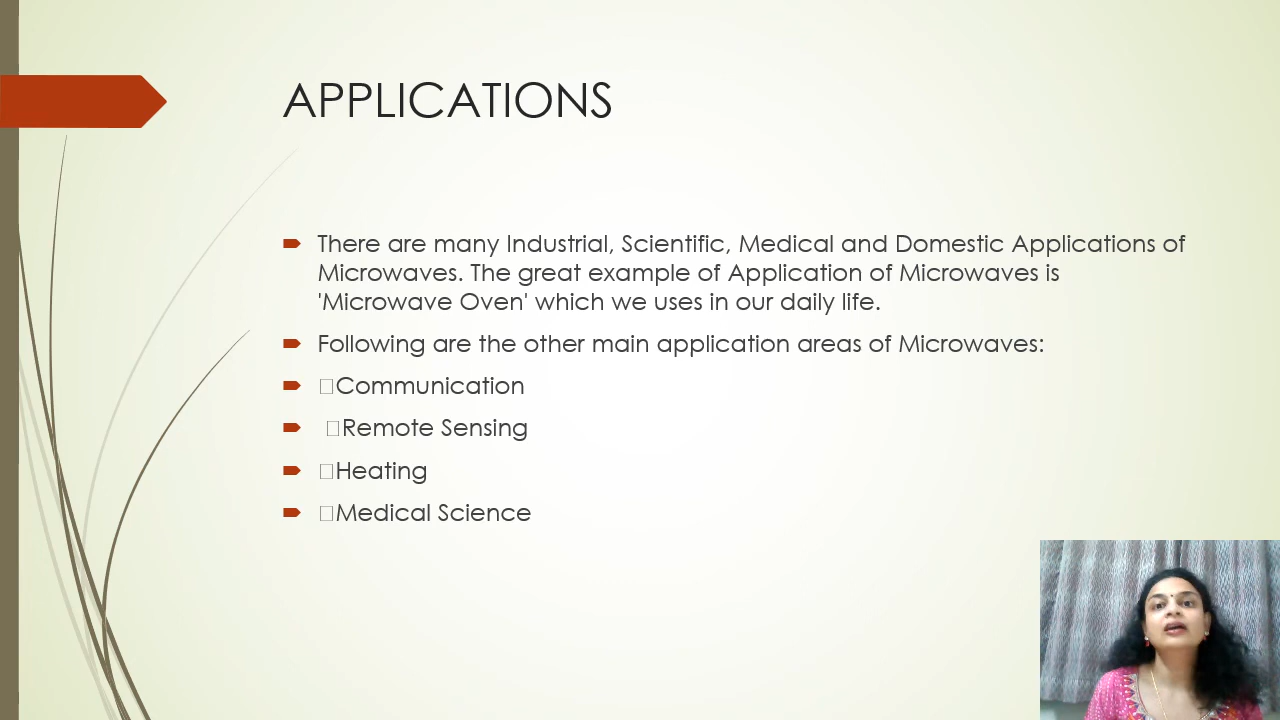 APPLICATIONS
There are many Industrial, Scientific, Medical and Domestic Applications of
Microwaves. The great example of Application of Microwaves is
'Microwave Oven' which we uses in our daily life.
Following are the other main application areas of Microwaves:
□Communication
□Remote Sensing
□Heating
□Medical Science